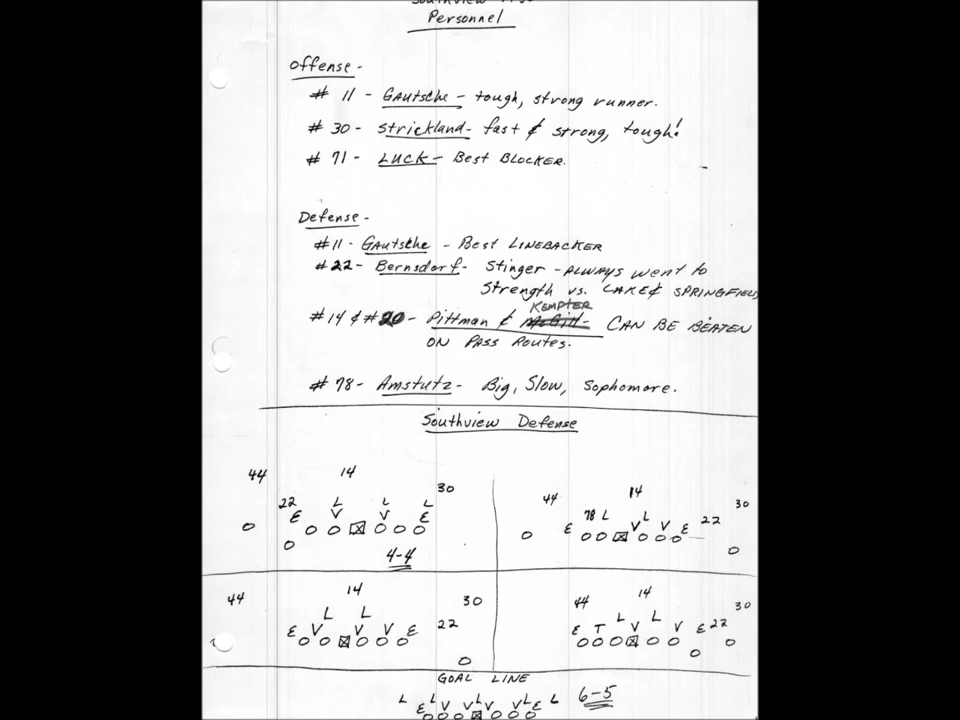 Southview
Personnel
Offense -
# 11 - Gautsche - tough, strong runner.
# 30 - Strickland - fast & strong, tough!
# 71 - LUCK - Best BLOCKER.
Defense -
#11 - Gautsche - Best LINEBACKER
#22 - Bernsdorf - Stinger - ALWAYS went to
Strength vs. LAKE & SPRINGFIELD
KEMPTER
#14 & #20 - Pittman & McGill - CAN BE BEATEN
ON PASS Routes.
# 78 - Amstutz - Big, Slow, Sophomore.
Southview Defense
44 14 30
22 L L L
E V V E
4-4
44 14 30
E 78 L V L V E 22
44 14 30
E V L V L V E 22
44 14 30
E T L V L V E 22
GOAL LINE
L E L V V L V V L E L 6-5